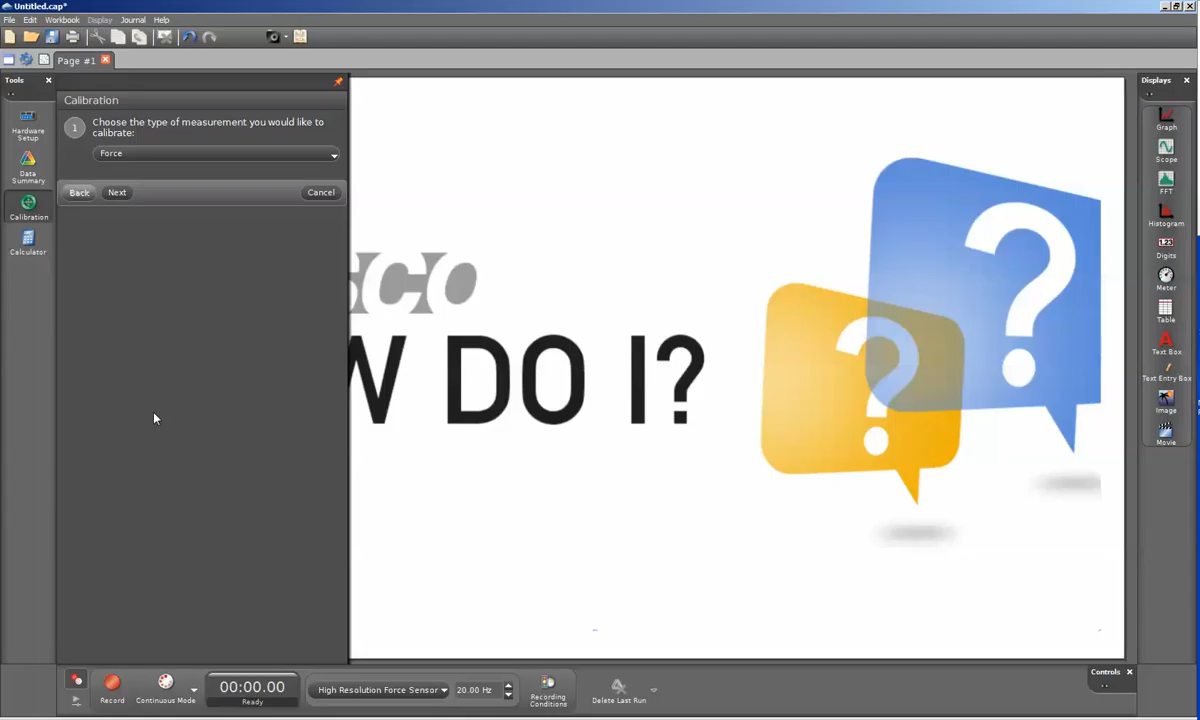 Untitled.cap*
File Edit Workbook Display Journal Help
Page #1
Tools
Hardware Setup
Data Summary
Calibration
Calculator
Calibration
1 Choose the type of measurement you would like to
calibrate:
Force
Back Next Cancel
sco
W DO I?
? ?
Displays
Graph
Scope
FFT
Histogram
1.23
Digits
Meter
Table
A
Text Box
Text Entry Box
Image
Movie
Record
Continuous Mode
00:00.00
Ready
High Resolution Force Sensor
20.00 Hz
Recording
Conditions
Delete Last Run
Controls